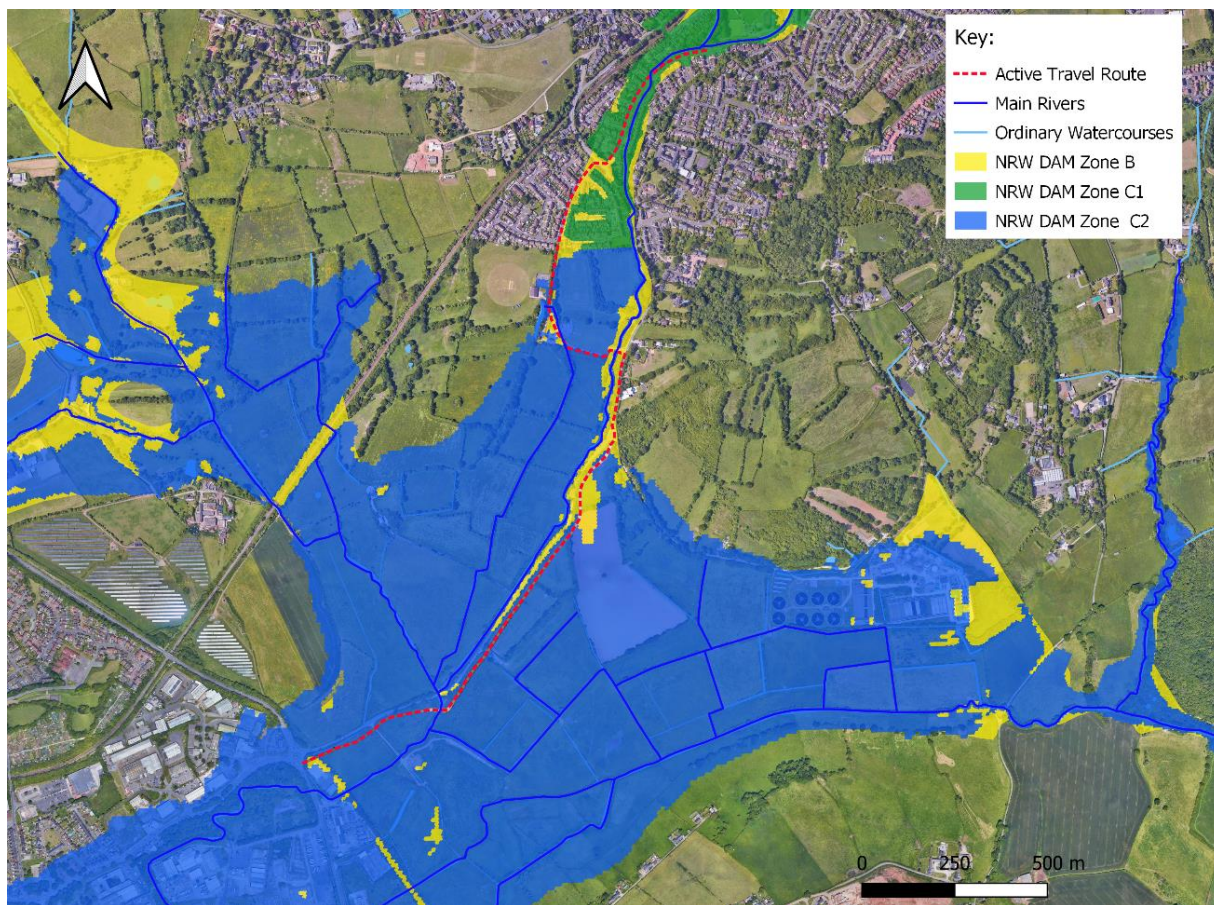 Key:
Active Travel Route
Main Rivers
Ordinary Watercourses
NRW DAM Zone B
NRW DAM Zone C1
NRW DAM Zone  C2
0 250 500 m